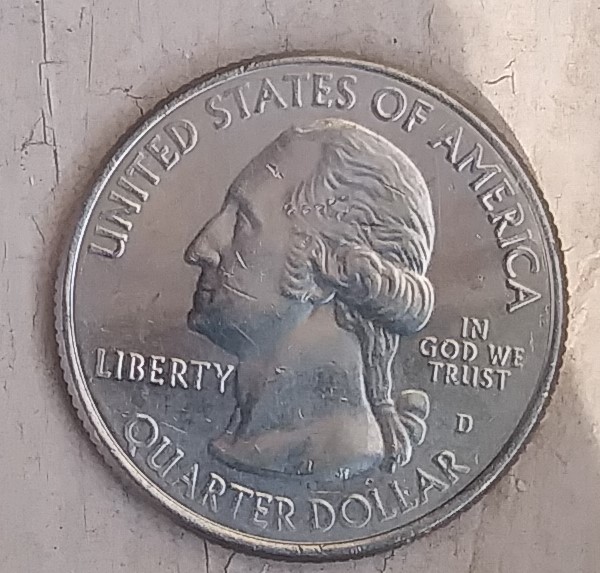 UNITED STATES OF AMERICA
LIBERTY
IN
GOD WE
TRUST
D
QUARTER DOLLAR